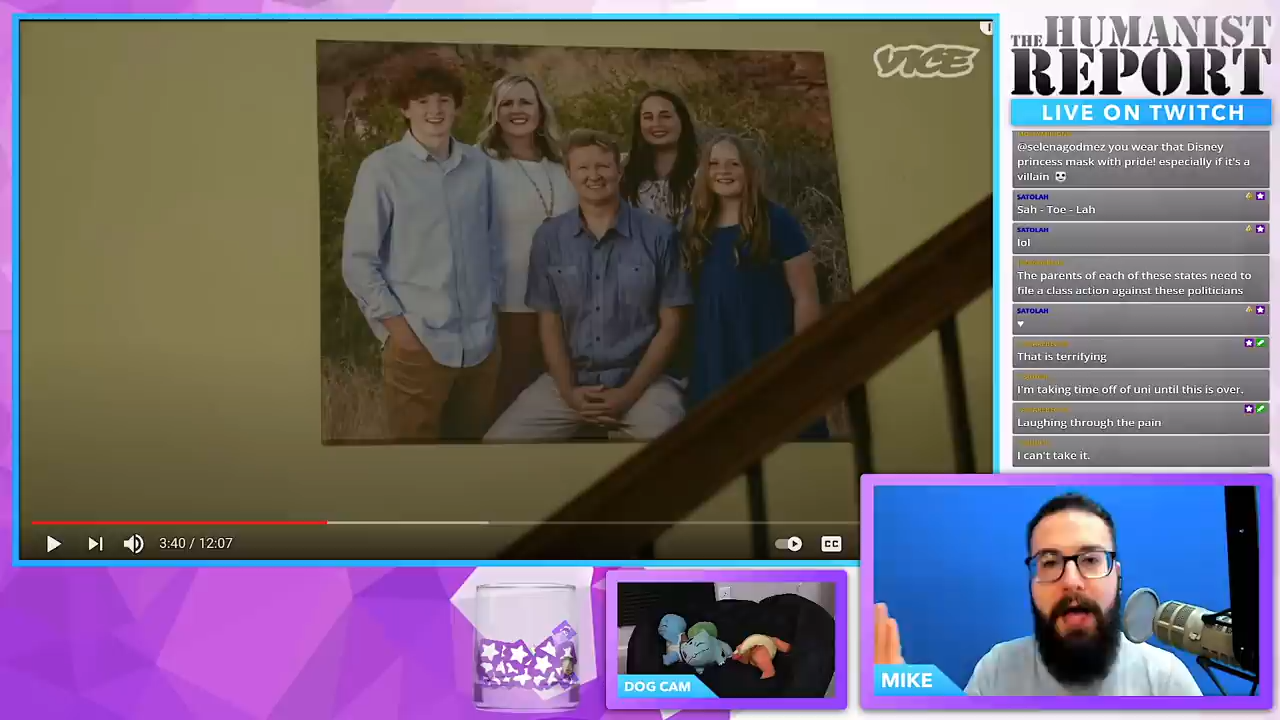 VICE
THE HUMANIST
REPORT
LIVE ON TWITCH
@selenagodmez you wear that Disney
princess mask with pride! especially if it's a
villain
SATOLAH
Sah - Toe - Lah
SATOLAH
lol
The parents of each of these states need to
file a class action against these politicians
SATOLAH
♥
That is terrifying
I'm taking time off of uni until this is over.
Laughing through the pain
I can't take it.
3:40 / 12:07
CC
DOG CAM
MIKE